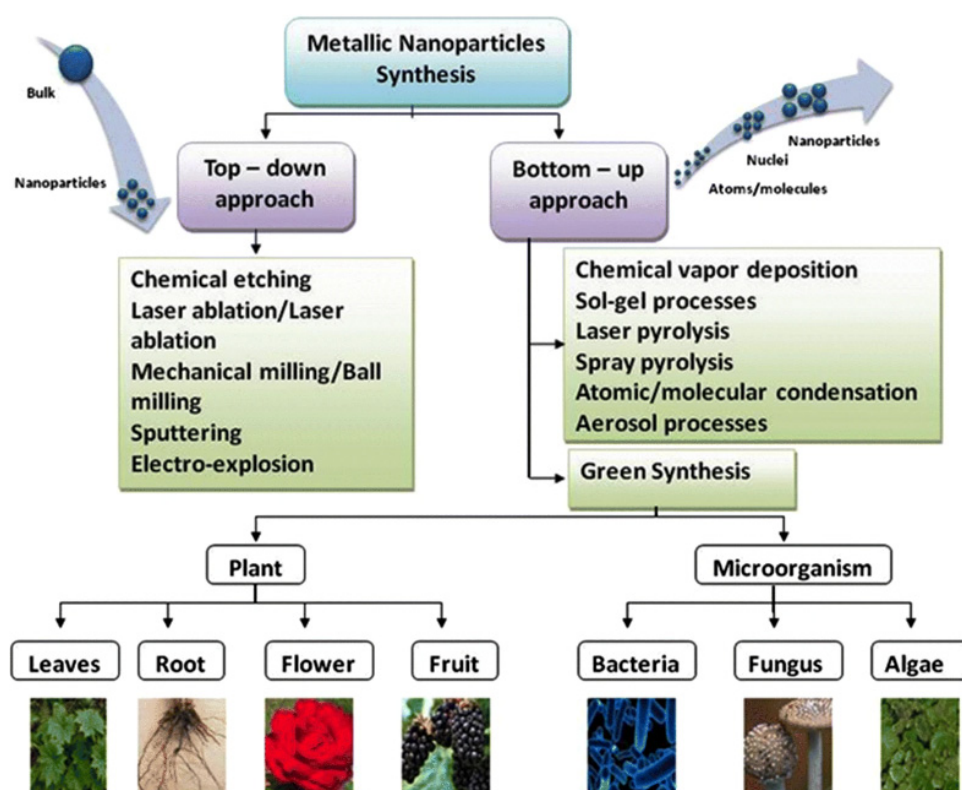 Metallic Nanoparticles
Synthesis
Bulk
Nanoparticles
Top – down
approach
Bottom – up
approach
Nanoparticles
Nuclei
Atoms/molecules
Chemical etching
Laser ablation/Laser
ablation
Mechanical milling/Ball
milling
Sputtering
Electro-explosion
Chemical vapor deposition
Sol-gel processes
Laser pyrolysis
Spray pyrolysis
Atomic/molecular condensation
Aerosol processes
Green Synthesis
Plant
Microorganism
Leaves
Root
Flower
Fruit
Bacteria
Fungus
Algae